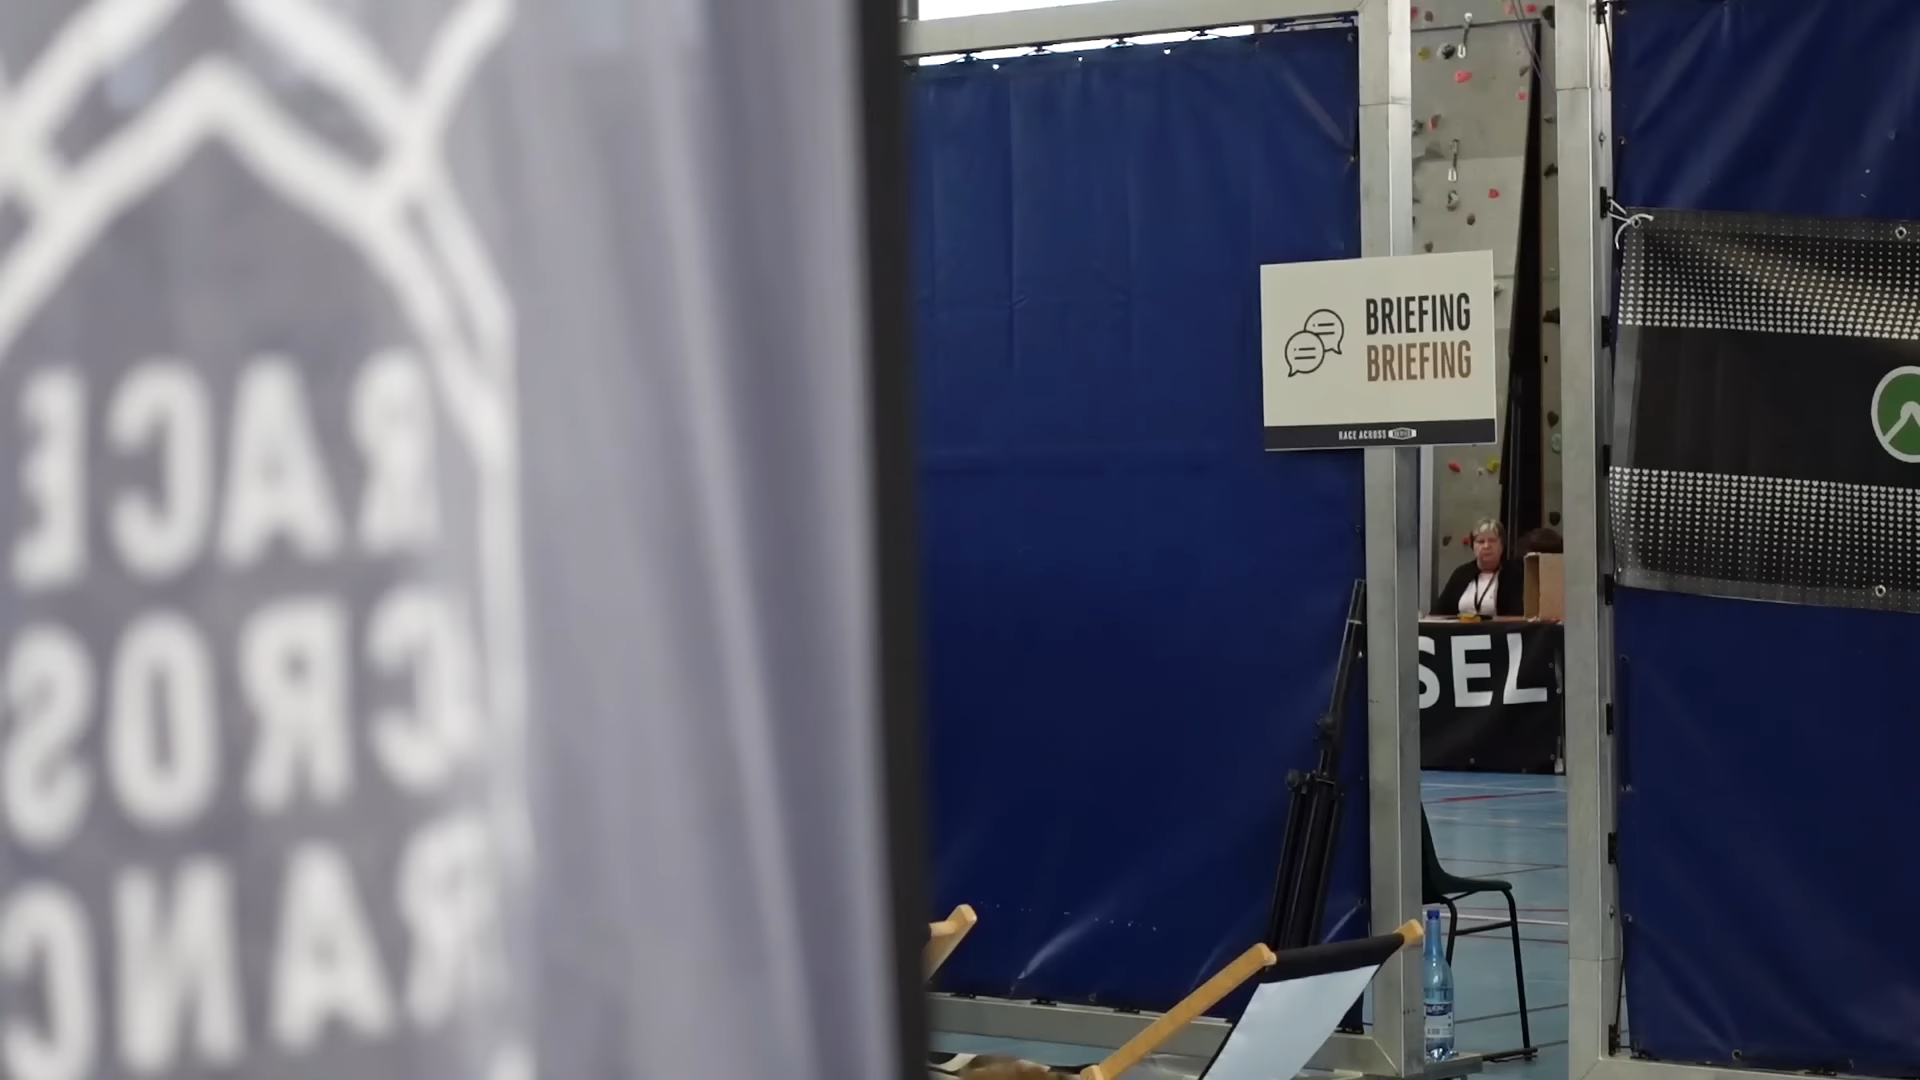 RACE
CROS
RANC
BRIEFING
BRIEFING
RACE ACROSS
SEL